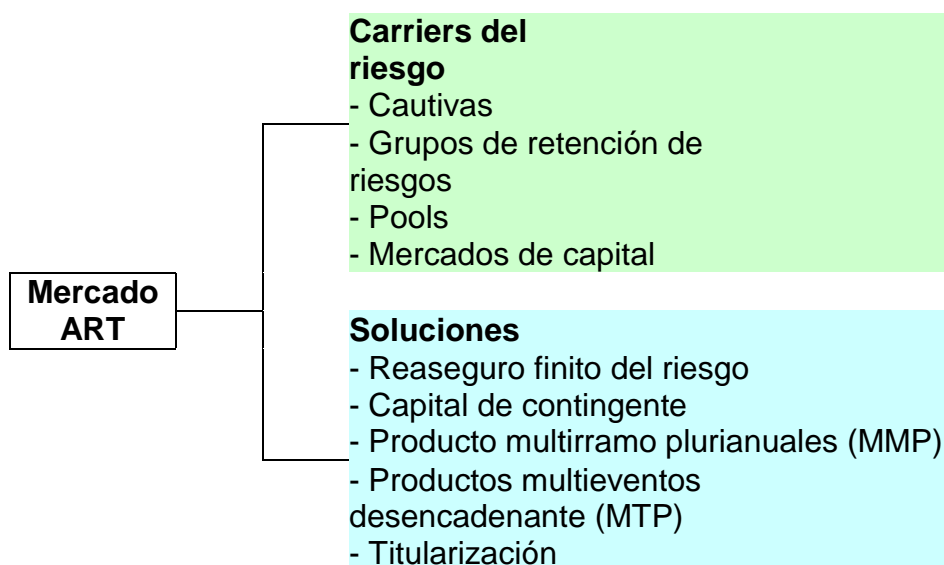 Carriers del
riesgo
- Cautivas
- Grupos de retención de
riesgos
- Pools
- Mercados de capital
Mercado
ART
Soluciones
- Reaseguro finito del riesgo
- Capital de contingente
- Producto multirramo plurianuales (MMP)
- Productos multieventos
desencadenante (MTP)
- Titularización